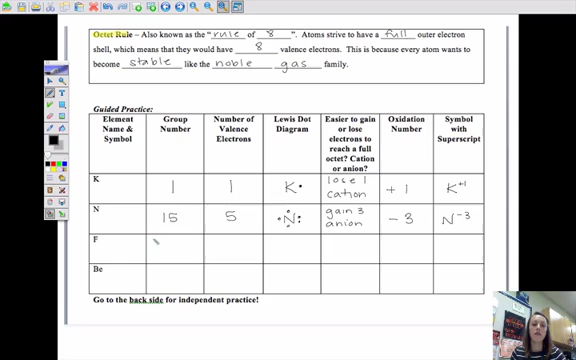 Octet Rule – Also known as the "rule of 8". Atoms strive to have a full outer electron
shell, which means that they would have 8 valence electrons. This is because every atom wants to
become stable like the noble gas family.
Guided Practice:
Element Name & Symbol
Group Number
Number of Valence Electrons
Lewis Dot Diagram
Easier to gain or lose electrons to reach a full octet? Cation or anion?
Oxidation Number
Symbol with Superscript
K 1 1 K• lose 1 cation +1 K+1
N 15 5 N gain 3 anion -3 N-3
F
Be
Go to the back side for independent practice!